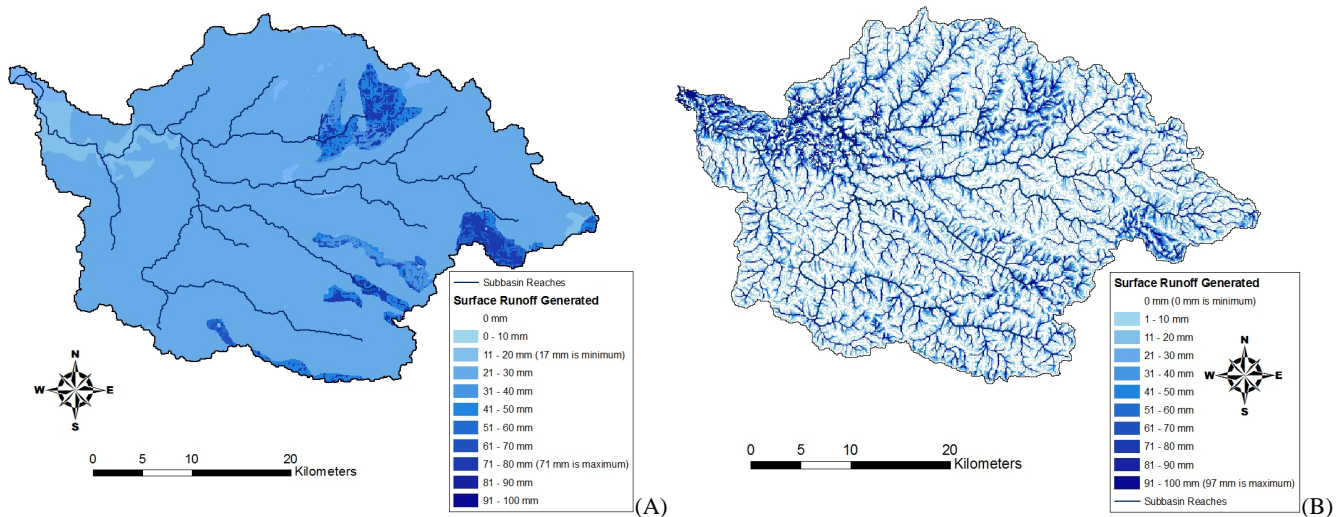 Subbasin Reaches
Surface Runoff Generated
0 mm
0 - 10 mm
11 - 20 mm (17 mm is minimum)
21 - 30 mm
31 - 40 mm
41 - 50 mm
51 - 60 mm
61 - 70 mm
71 - 80 mm (71 mm is maximum)
81 - 90 mm
91 - 100 mm
N
W E
S
0 5 10 20
Kilometers
(A)
Surface Runoff Generated
0 mm (0 mm is minimum)
1 - 10 mm
11 - 20 mm
21 - 30 mm
31 - 40 mm
41 - 50 mm
51 - 60 mm
61 - 70 mm
71 - 80 mm
81 - 90 mm
91 - 100 mm (97 mm is maximum)
Subbasin Reaches
N
W E
S
0 5 10 20
Kilometers
(B)